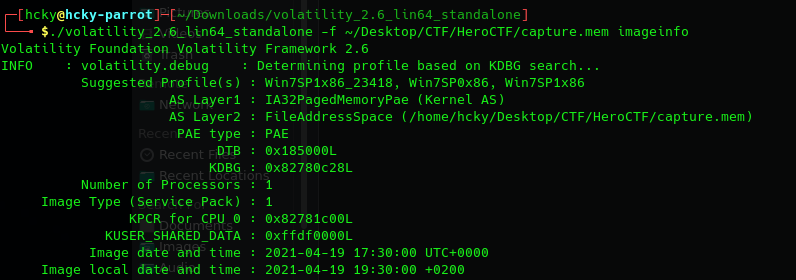 [hcky@hcky-parrot]-[~/Downloads/volatility_2.6_lin64_standalone]
$./volatility_2.6_lin64_standalone -f ~/Desktop/CTF/HeroCTF/capture.mem imageinfo
Volatility Foundation Volatility Framework 2.6
INFO    : volatility.debug    : Determining profile based on KDBG search...
Suggested Profile(s) : Win7SP1x86_23418, Win7SP0x86, Win7SP1x86
AS Layer1 : IA32PagedMemoryPae (Kernel AS)
AS Layer2 : FileAddressSpace (/home/hcky/Desktop/CTF/HeroCTF/capture.mem)
PAE type : PAE
DTB : 0x185000L
KDBG : 0x82780c28L
Number of Processors : 1
Image Type (Service Pack) : 1
KPCR for CPU 0 : 0x82781c00L
KUSER_SHARED_DATA : 0xffdf0000L
Image date and time : 2021-04-19 17:30:00 UTC+0000
Image local date and time : 2021-04-19 19:30:00 +0200